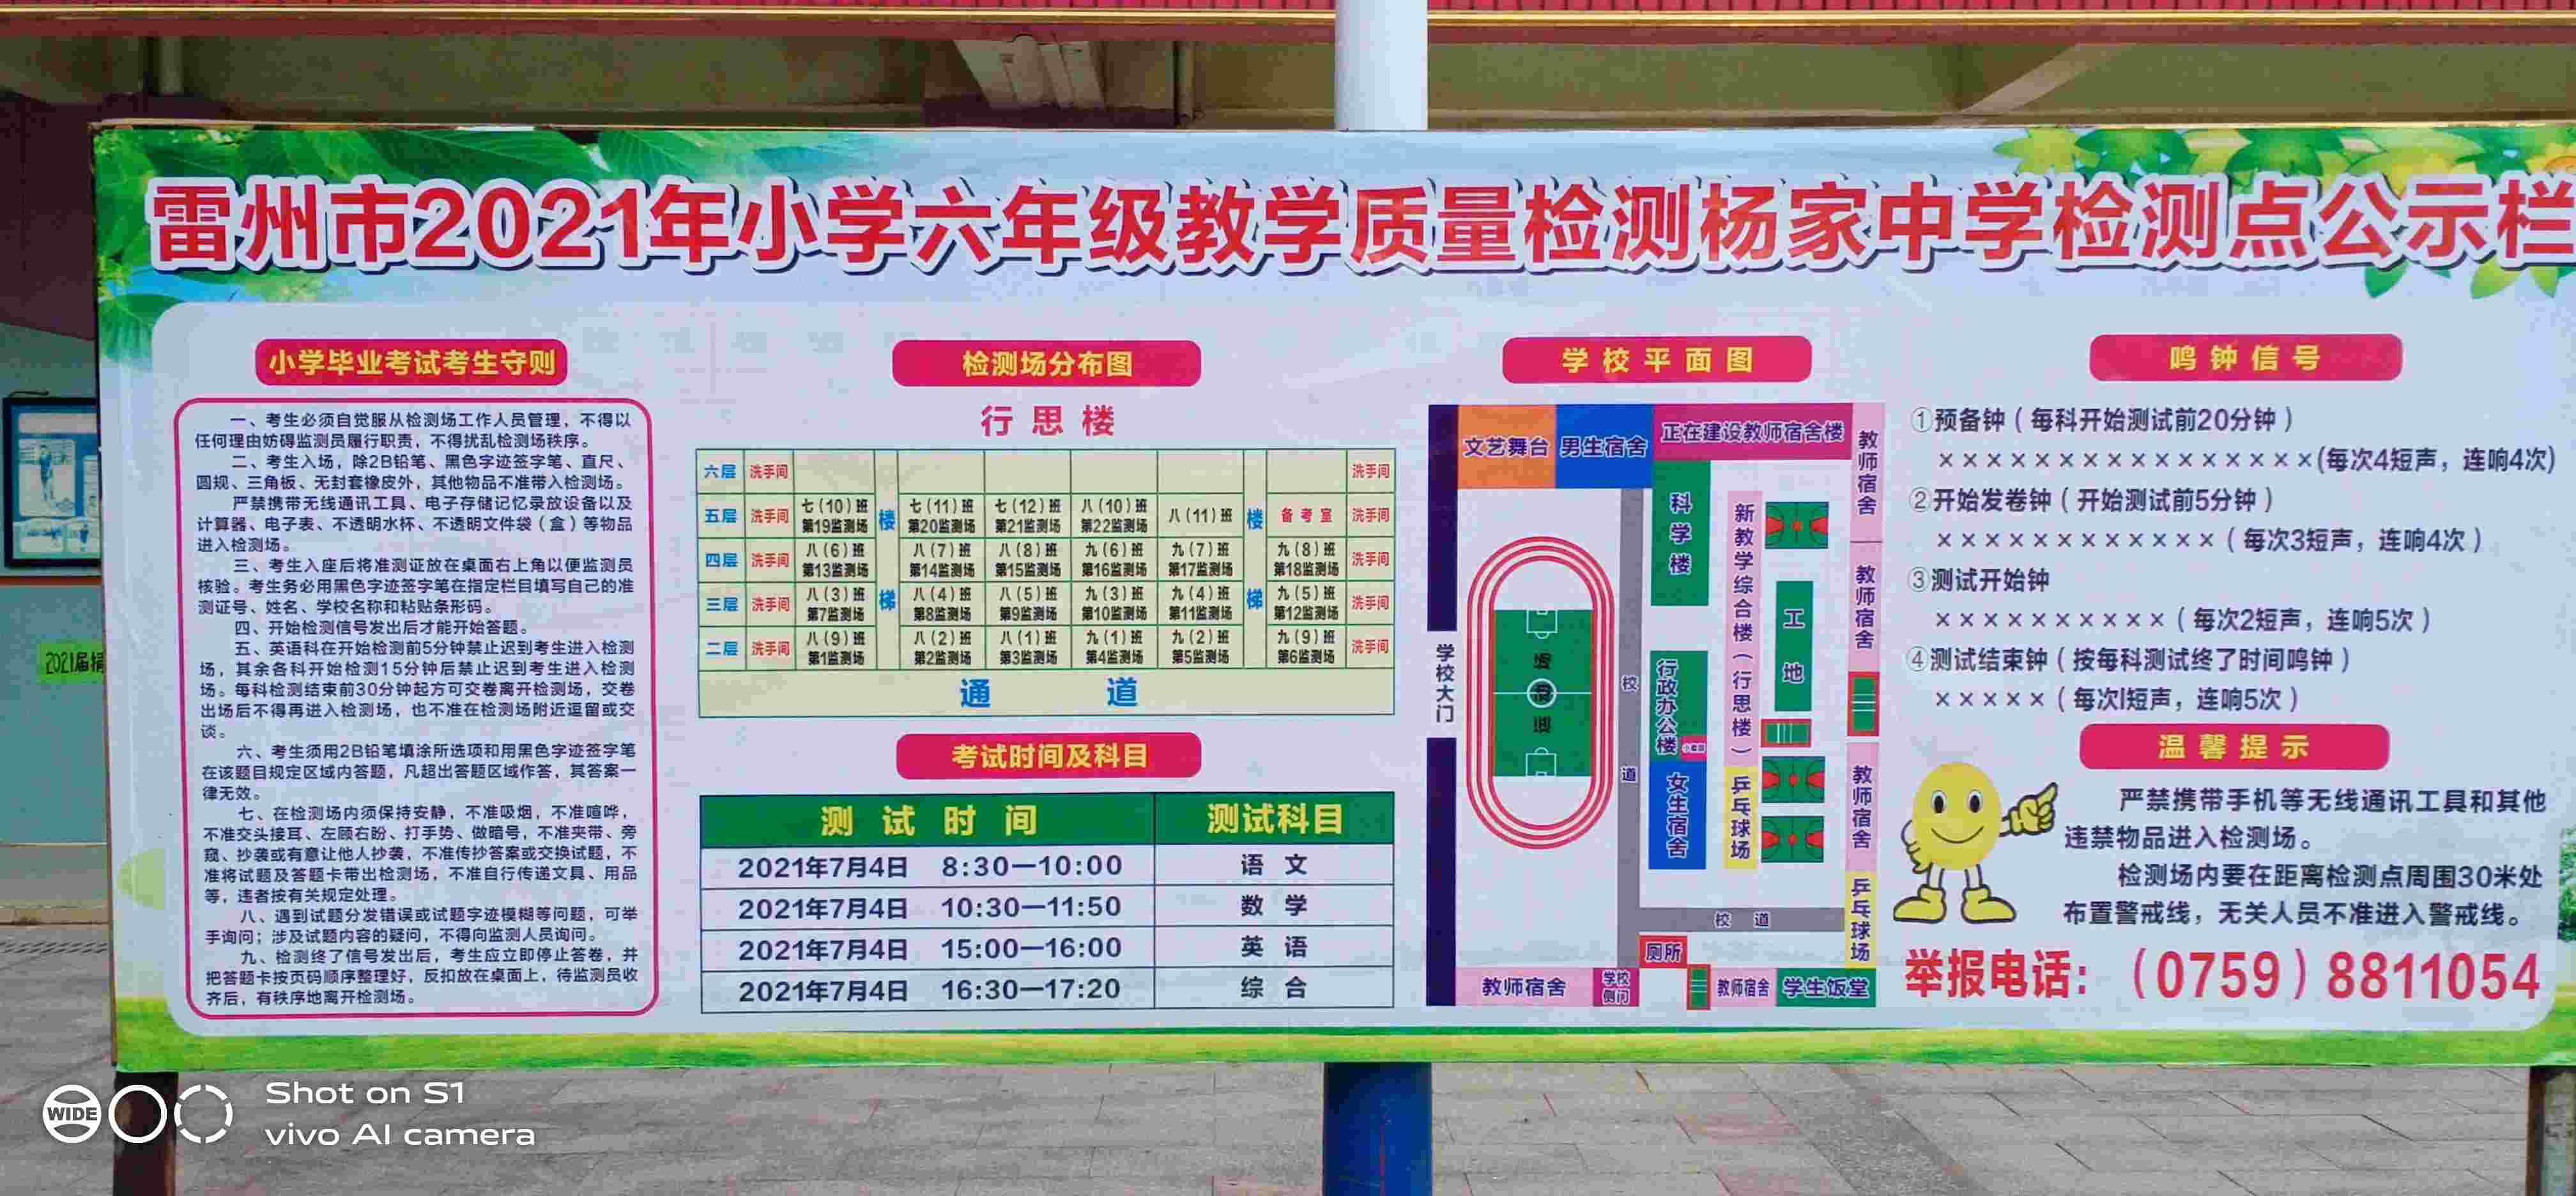 雷州市2021年小学六年级教学质量检测杨家中学检测点公示栏
小学毕业考试考生守则
一、考生必须自觉服从检测场工作人员管理，不得以
任何理由妨碍监测员履行职责，不得扰乱检测场秩序。
二、考生入场，除2B铅笔、黑色字迹签字笔、直尺、
圆规、三角板、无封套橡皮外，其他物品不准带入检测场。
严禁携带无线通讯工具、电子存储记忆录放设备以及
计算器、电子表、不透明水杯、不透明文件袋（盒）等物品
进入检测场。
三、考生入座后将准测证放在桌面右上角以便监测员
核验。考生务必用黑色字迹签字笔在指定栏目填写自己的准
测证号、姓名、学校名称和粘贴条形码。
四、开始检测信号发出后才能开始答题。
五、英语科在开始检测前5分钟禁止迟到考生进入检测
场，其余各科开始检测15分钟后禁止迟到考生进入检测
场。每科检测结束前30分钟起方可交卷离开检测场，交卷
出场后不得再进入检测场，也不准在检测场附近逗留或交
谈。
六、考生须用2B铅笔填涂所选项和用黑色字迹签字笔
在该题目规定区域内答题，凡超出答题区域作答，其答案一
律无效。
七、在检测场内须保持安静，不准吸烟，不准喧哗，
不准交头接耳、左顾右盼、打手势、做暗号，不准夹带、旁
窥、抄袭或有意让他人抄袭，不准传抄答案或交换试题，不
准将试题及答题卡带出检测场，不准自行传递文具、用品
等，违者按有关规定处理。
八、遇到试题分发错误或试题字迹模糊等问题，可举
手询问；涉及试题内容的疑问，不得向监测人员询问。
九、检测终了信号发出后，考生应立即停止答卷，并
把答题卡按页码顺序整理好，反扣放在桌面上，待监测员收
齐后，有秩序地离开检测场。
检测场分布图
行思楼
六层 洗手间 洗手间
五层 洗手间 七(10)班 七(11)班 七(12)班 八(10)班 八(11)班 备考室 洗手间
第19监测场 第20监测场 第21监测场 第22监测场
四层 洗手间 八(6)班 八(7)班 八(8)班 九(6)班 九(7)班 九(8)班 洗手间
第13监测场 第14监测场 第15监测场 第16监测场 第17监测场 第18监测场
三层 洗手间 八(3)班 八(4)班 八(5)班 九(3)班 九(4)班 九(5)班 洗手间
第7监测场 第8监测场 第9监测场 第10监测场 第11监测场 第12监测场
二层 洗手间 八(9)班 八(2)班 八(1)班 九(1)班 九(2)班 九(9)班 洗手间
第1监测场 第2监测场 第3监测场 第4监测场 第5监测场 第6监测场
楼梯
楼梯
通道
考试时间及科目
测试时间 测试科目
2021年7月4日 8:30—10:00 语文
2021年7月4日 10:30—11:50 数学
2021年7月4日 15:00—16:00 英语
2021年7月4日 16:30—17:20 综合
学校平面图
文艺舞台
男生宿舍
正在建设教师宿舍楼
教师宿舍
科学楼
新教学综合楼（行思楼）
教师宿舍
工地
学校大门
校道
行政办公楼
女生宿舍
乒乓球场
教师宿舍
乒乓球场
校道
厕所
教师宿舍
学校侧门
教师宿舍
学生饭堂
鸣钟信号
①预备钟（每科开始测试前20分钟）
××××××××××××××××(每次4短声，连响4次)
②开始发卷钟（开始测试前5分钟）
××××××××××××（每次3短声，连响4次）
③测试开始钟
××××××××××（每次2短声，连响5次）
④测试结束钟（按每科测试终了时间鸣钟）
×××××（每次1短声，连响5次）
温馨提示
严禁携带手机等无线通讯工具和其他
违禁物品进入检测场。
检测场内要在距离检测点周围30米处
布置警戒线，无关人员不准进入警戒线。
举报电话：（0759）8811054
2021届
WIDE
Shot on S1
vivo AI camera